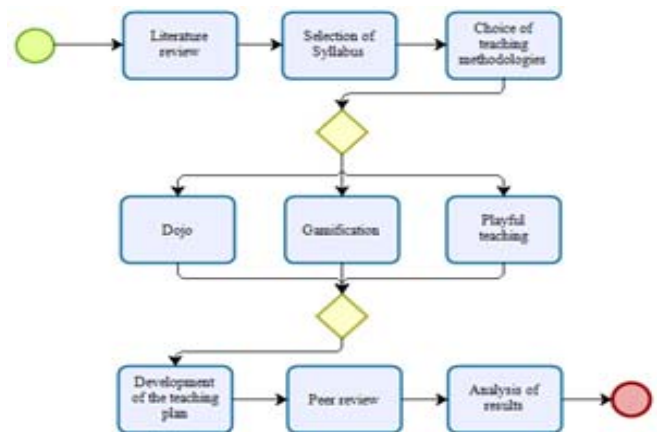 Literature
review
Selection of
Syllabus
Choice of
teaching
methodologies
Dojo
Gamification
Playful
teaching
Development
of the teaching
plan
Peer review
Analysis of
results